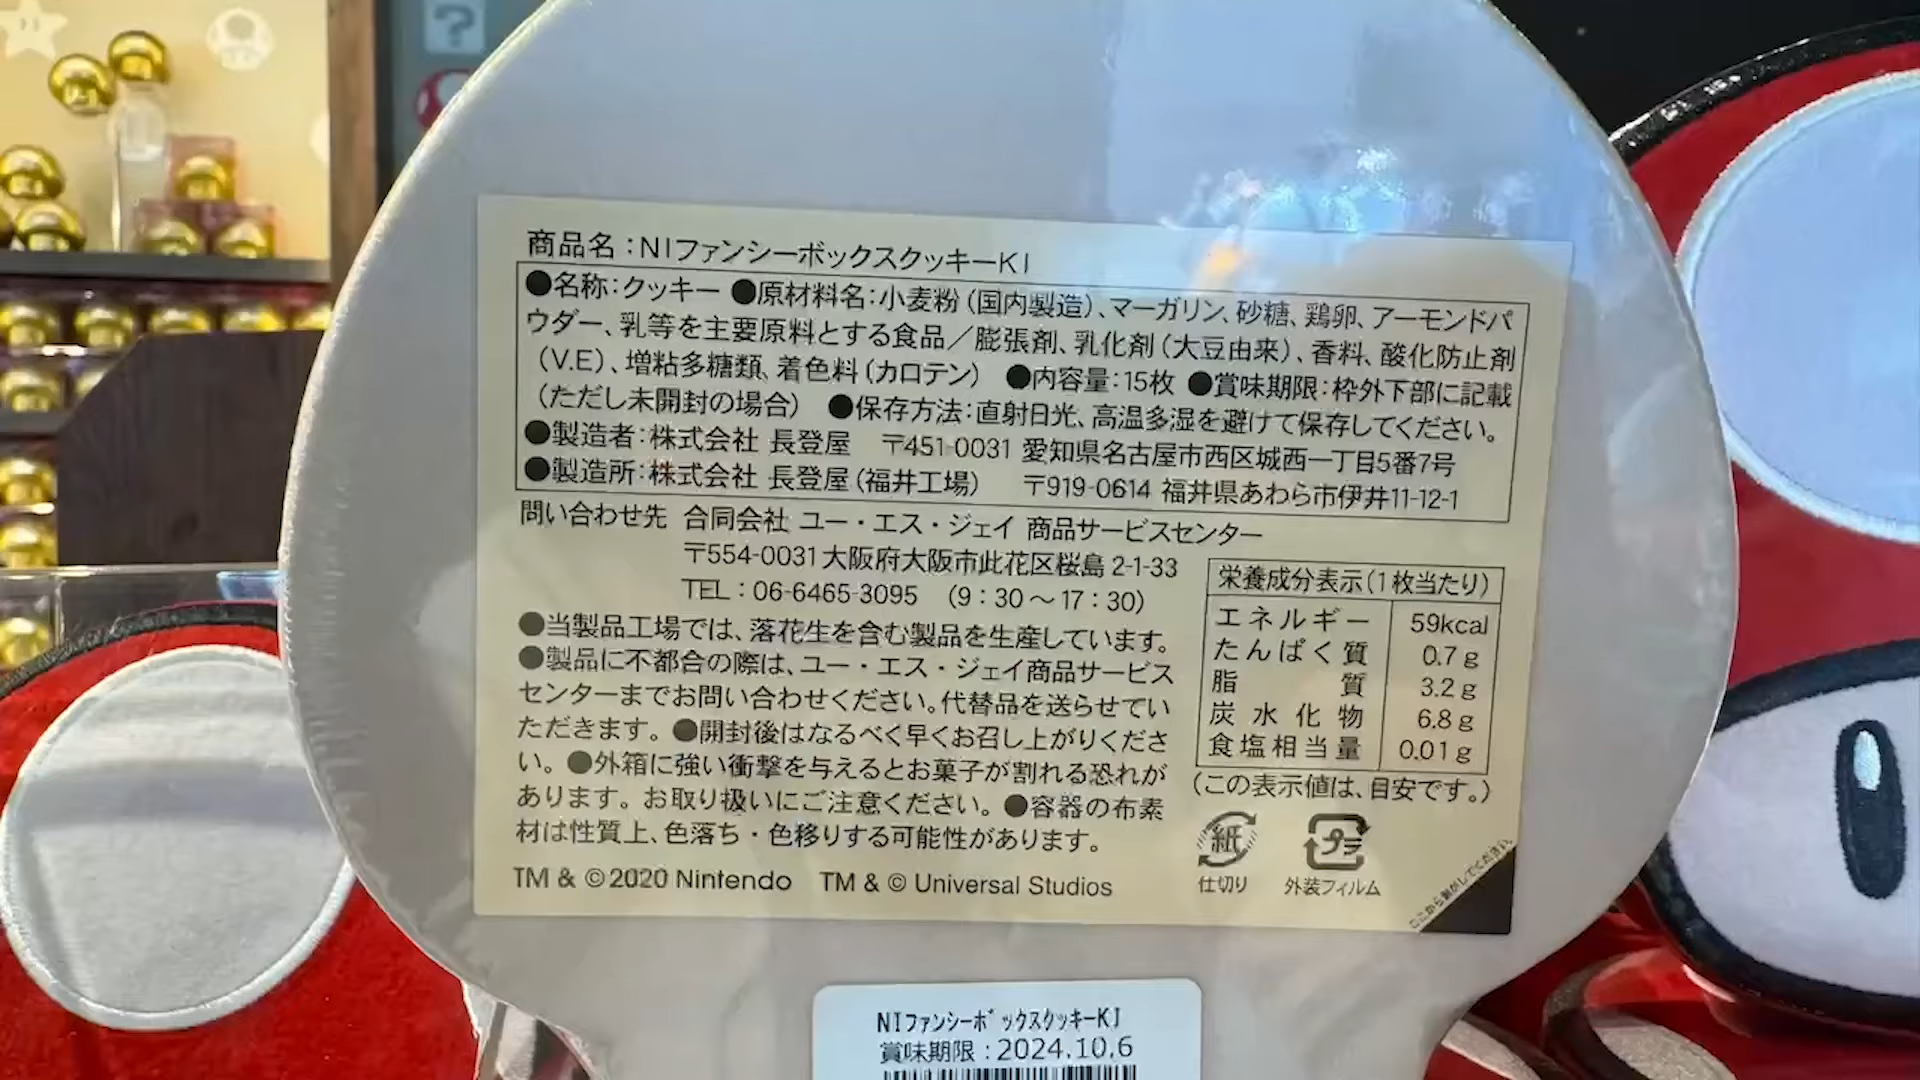 ?
商品名：NIファンシーボックスクッキーKI
●名称：クッキー ●原材料名：小麦粉（国内製造）、マーガリン、砂糖、鶏卵、アーモンドパ
ウダー、乳等を主要原料とする食品／膨張剤、乳化剤（大豆由来）、香料、酸化防止剤
（V.E）、増粘多糖類、着色料（カロテン） ●内容量：15枚 ●賞味期限：枠外下部に記載
（ただし未開封の場合） ●保存方法：直射日光、高温多湿を避けて保存してください。
●製造者：株式会社 長登屋 〒451-0031 愛知県名古屋市西区城西一丁目5番7号
●製造所：株式会社 長登屋（福井工場） 〒919-0614 福井県あわら市伊井11-12-1
問い合わせ先 合同会社 ユー・エス・ジェイ 商品サービスセンター
〒554-0031 大阪府大阪市此花区桜島 2-1-33
TEL：06-6465-3095 （9：30～17：30）
●当製品工場では、落花生を含む製品を生産しています。
●製品に不都合の際は、ユー・エス・ジェイ商品サービス
センターまでお問い合わせください。代替品を送らせてい
ただきます。●開封後はなるべく早くお召し上がりくださ
い。●外箱に強い衝撃を与えるとお菓子が割れる恐れが
あります。お取り扱いにご注意ください。●容器の布素
材は性質上、色落ち・色移りする可能性があります。
TM & ©2020 Nintendo TM & © Universal Studios
栄養成分表示（1枚当たり）
エネルギー 59kcal
たんぱく質 0.7g
脂質 3.2g
炭水化物 6.8g
食塩相当量 0.01g
（この表示値は、目安です。）
紙 プラ
仕切り 外装フィルム
ここから剥がしてください
NIファンシーボックスクッキーKI
賞味期限：2024.10.6